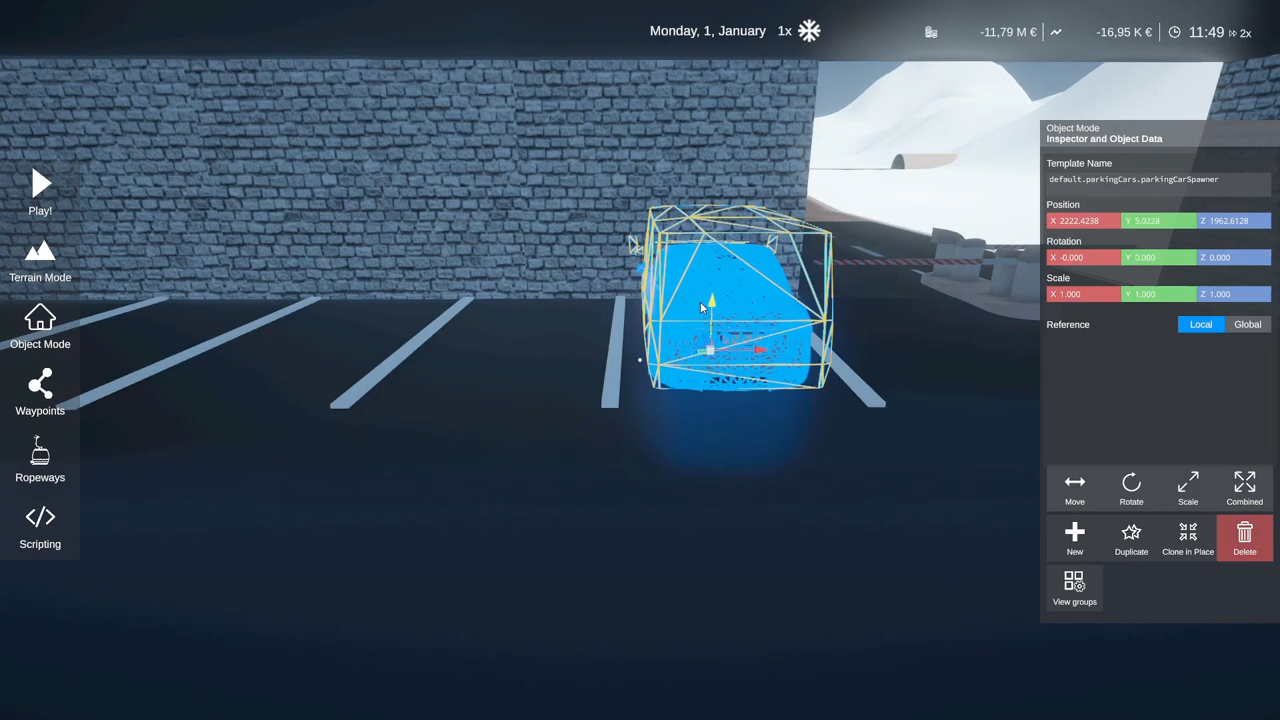 Monday, 1, January 1x
-11,79 M € -16,95 K € 11:49 2x
Play!
Terrain Mode
Object Mode
Waypoints
Ropeways
Scripting
Object Mode
Inspector and Object Data
Template Name
default.parkingCars.parkingCarSpawner
Position
X 2222.4238 Y 5.0228 Z 1962.6128
Rotation
X -0.000 Y 0.000 Z 0.000
Scale
X 1.000 Y 1.000 Z 1.000
Reference Local Global
Move Rotate Scale Combined
New Duplicate Clone in Place Delete
View groups